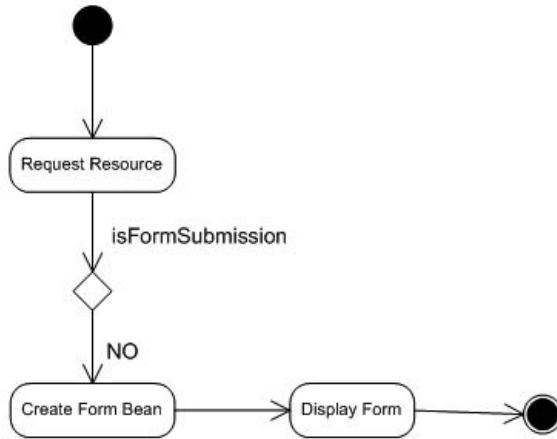 Request Resource
isFormSubmission
NO
Create Form Bean
Display Form